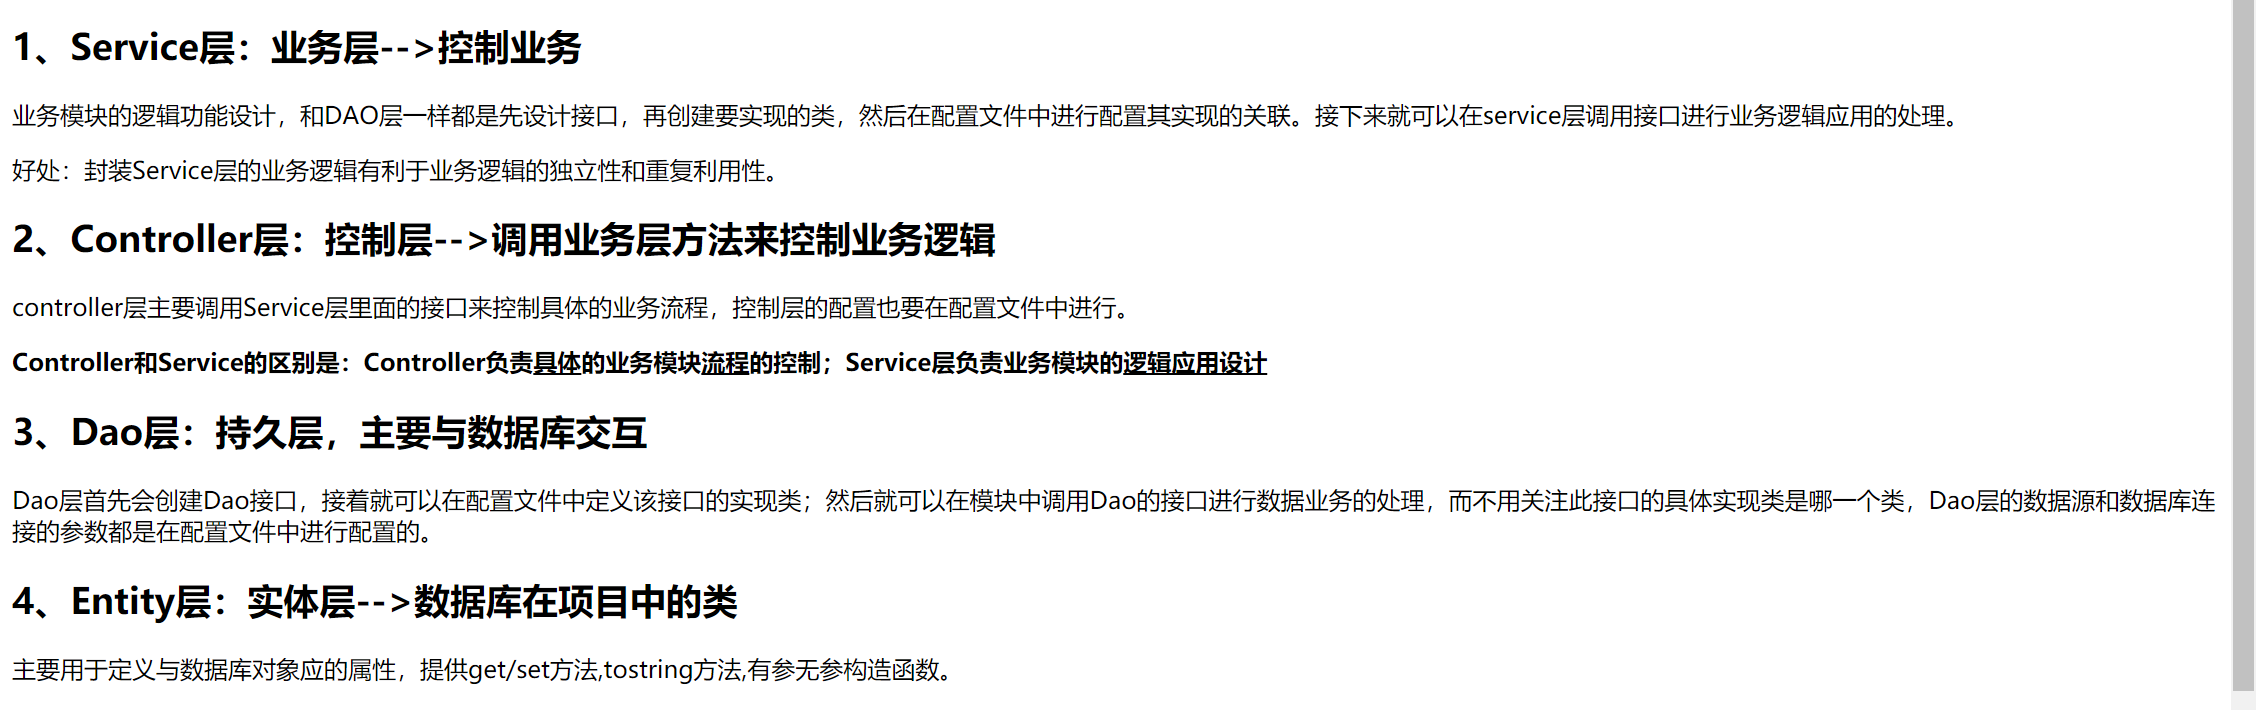 1、Service层：业务层-->控制业务
业务模块的逻辑功能设计，和DAO层一样都是先设计接口，再创建要实现的类，然后在配置文件中进行配置其实现的关联。接下来就可以在service层调用接口进行业务逻辑应用的处理。
好处：封装Service层的业务逻辑有利于业务逻辑的独立性和重复利用性。
2、Controller层：控制层-->调用业务层方法来控制业务逻辑
controller层主要调用Service层里面的接口来控制具体的业务流程，控制层的配置也要在配置文件中进行。
Controller和Service的区别是：Controller负责具体的业务模块流程的控制；Service层负责业务模块的逻辑应用设计
3、Dao层：持久层，主要与数据库交互
Dao层首先会创建Dao接口，接着就可以在配置文件中定义该接口的实现类；然后就可以在模块中调用Dao的接口进行数据业务的处理，而不用关注此接口的具体实现类是哪一个类，Dao层的数据源和数据库连
接的参数都是在配置文件中进行配置的。
4、Entity层：实体层-->数据库在项目中的类
主要用于定义与数据库对象应的属性，提供get/set方法,tostring方法,有参无参构造函数。